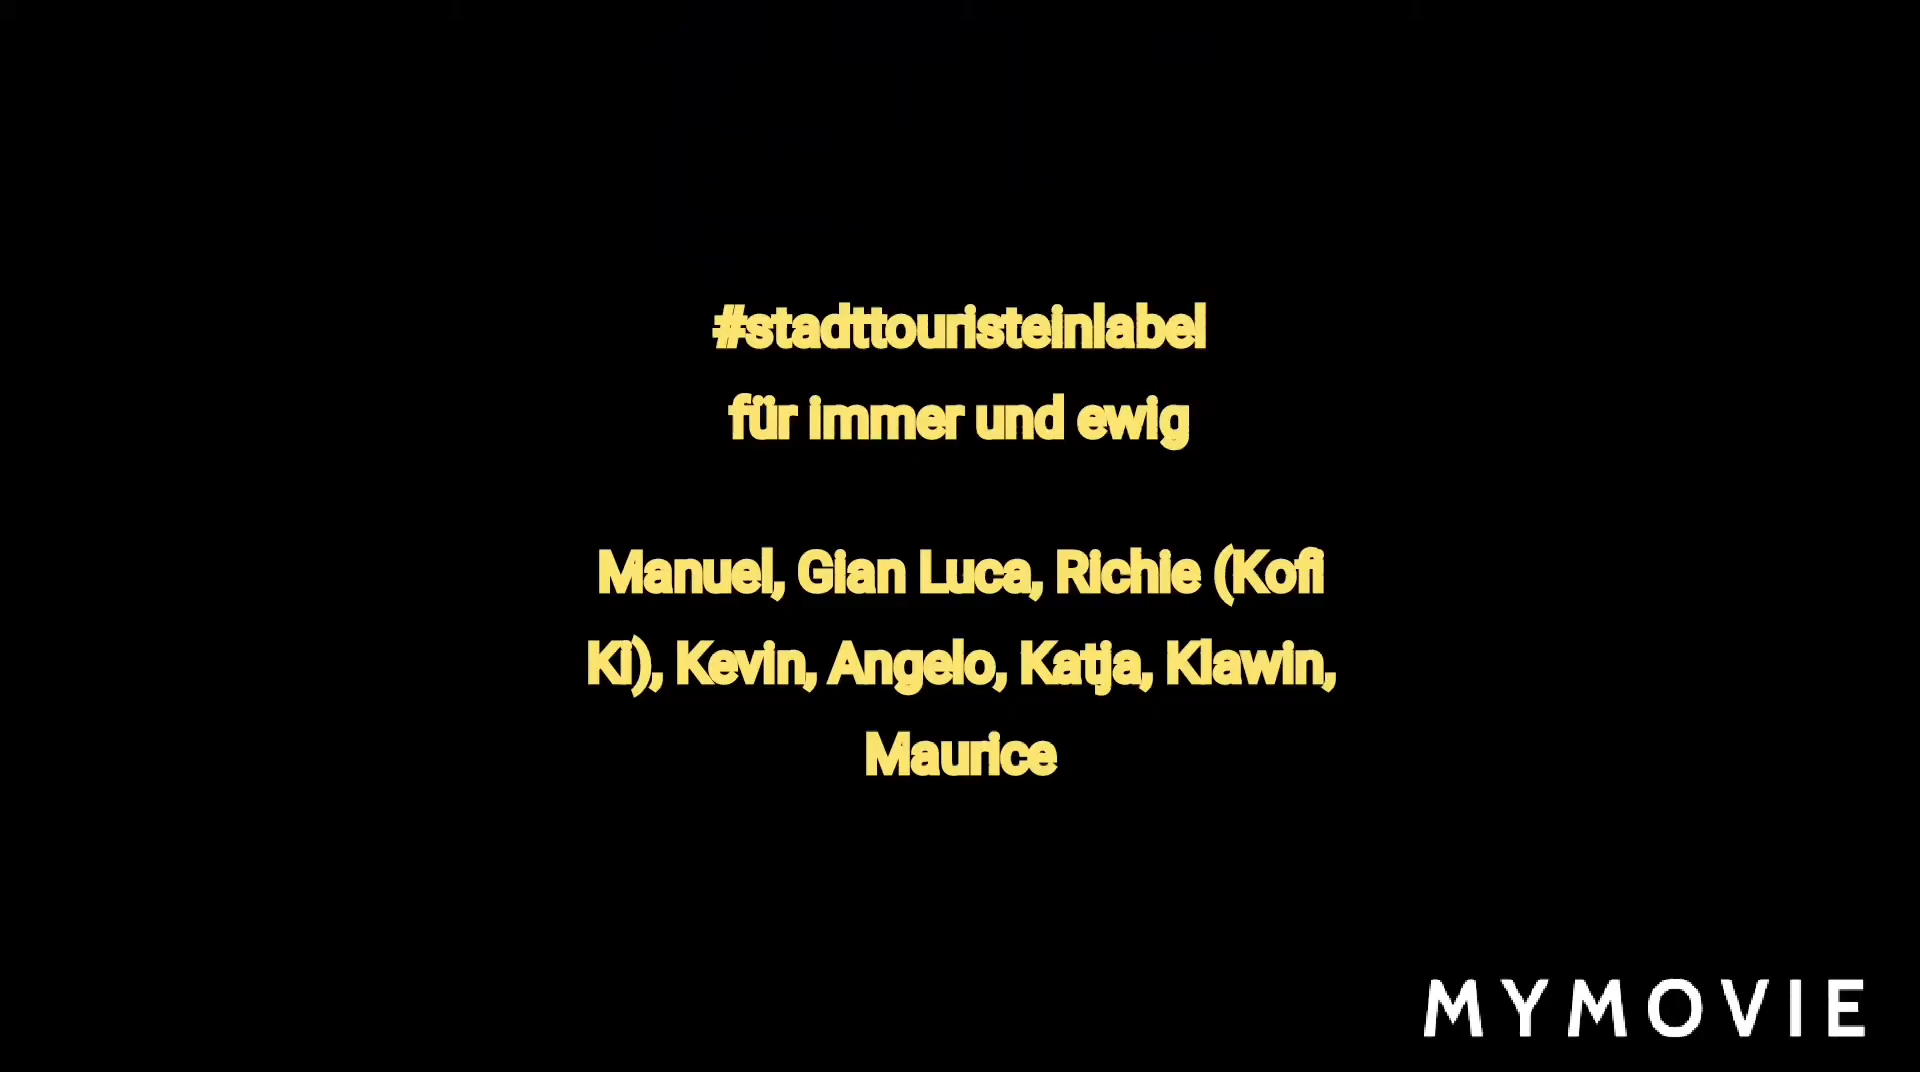 #stadttouristeinlabel
für immer und ewig
Manuel, Gian Luca, Richie (Kofi
Ki), Kevin, Angelo, Katja, Klawin,
Maurice
MYMOVIE